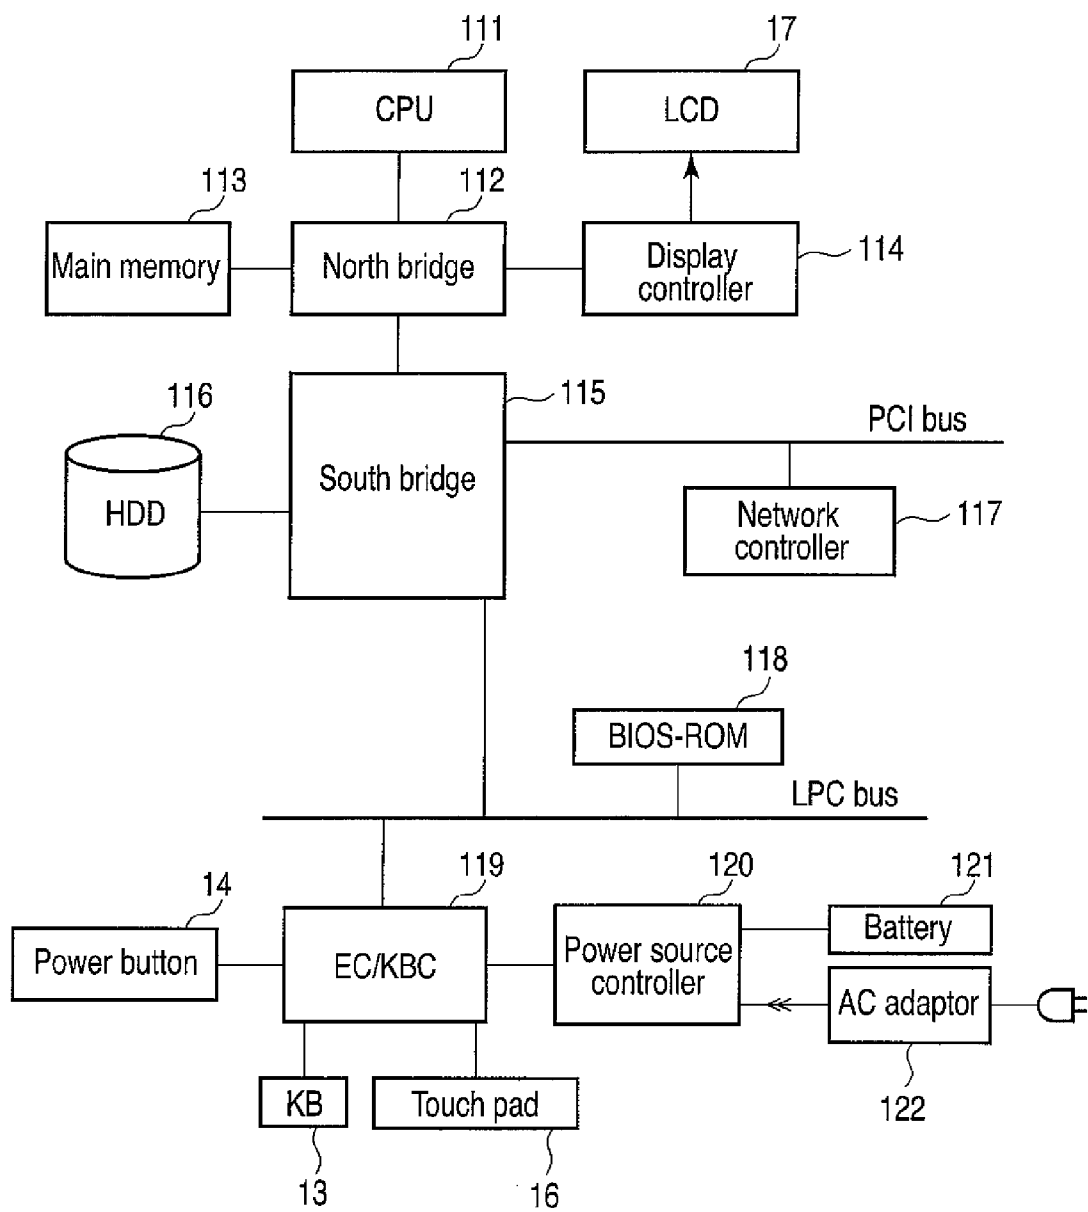 111
17
CPU
LCD
113
112
Main memory
North bridge
Display
controller
114
116
115
PCI bus
HDD
South bridge
Network
controller
117
118
BIOS-ROM
LPC bus
14
119
120
121
Power button
EC/KBC
Power source
controller
Battery
AC adaptor
122
KB
Touch pad
13
16